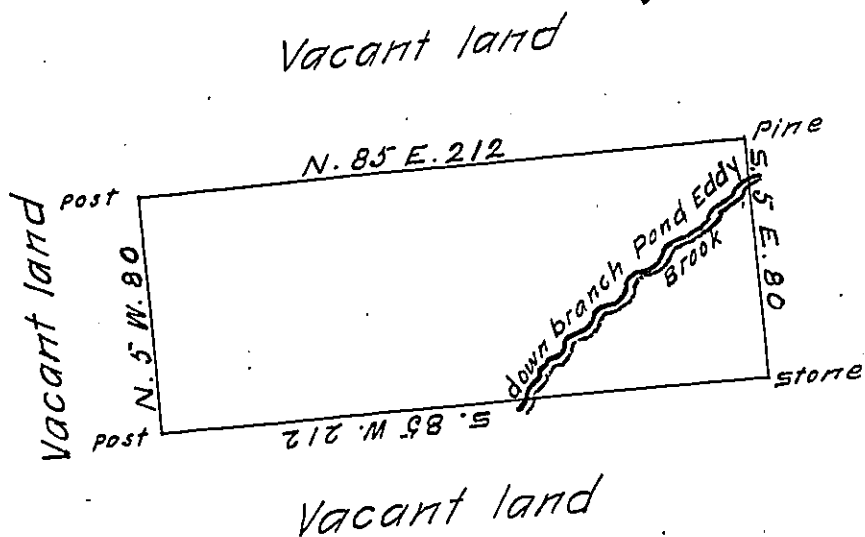 Vacant land
Pine
N. 85 E. 212
Post
Vacant land
N. 5 W. 80
down branch Pond Eddy
Brook
S. 5 E. 80
Stone
Post
S. 85 W. 212
Vacant land